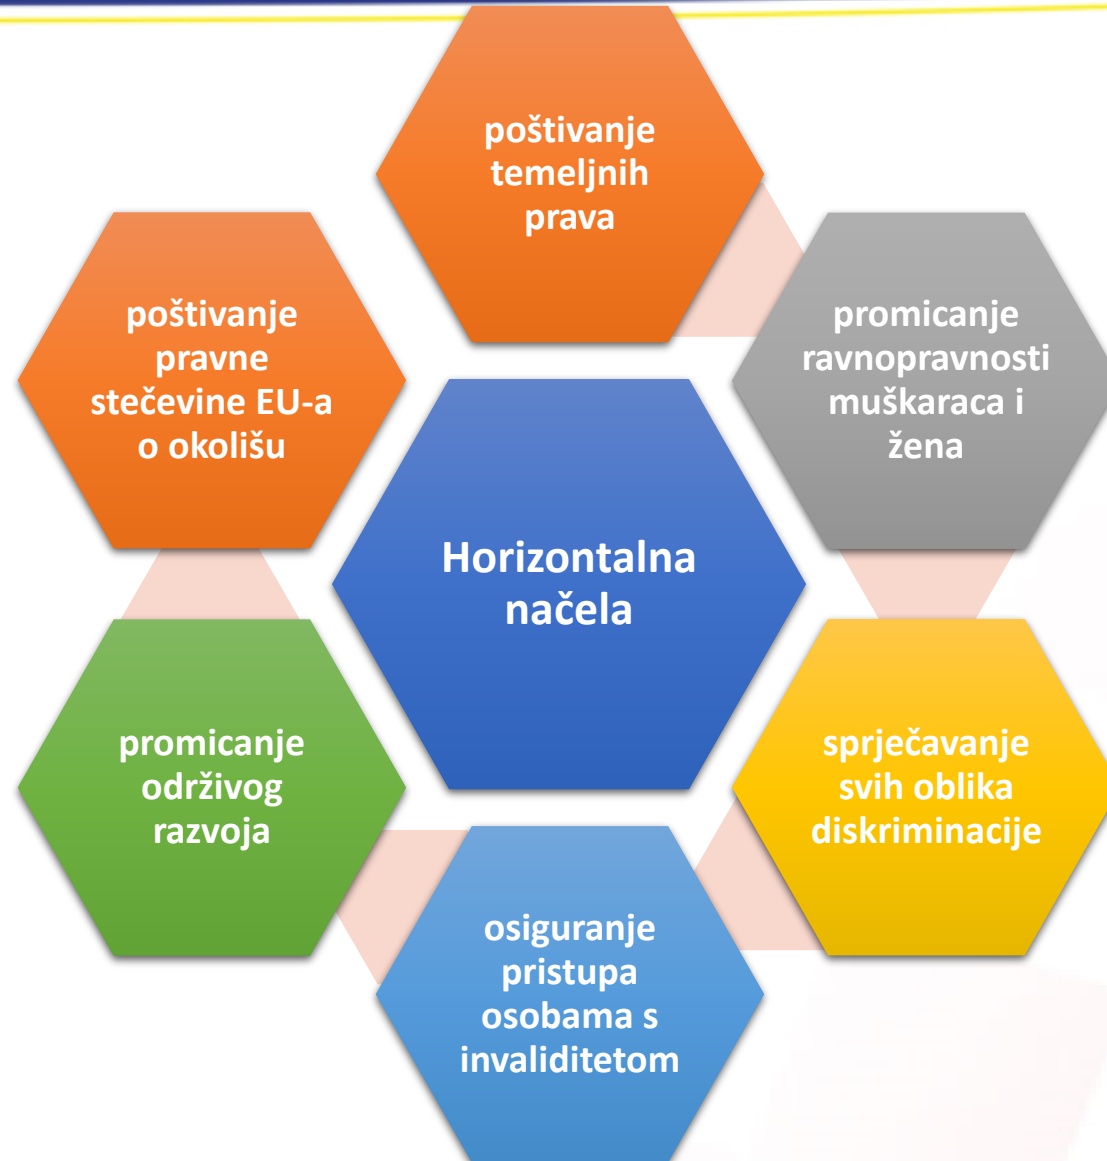 poštivanje
temeljnih
prava
promicanje
ravnopravnosti
muškaraca i
žena
sprječavanje
svih oblika
diskriminacije
osiguranje
pristupa
osobama s
invaliditetom
promicanje
održivog
razvoja
poštivanje
pravne
stečevine EU-a
o okolišu
Horizontalna
načela